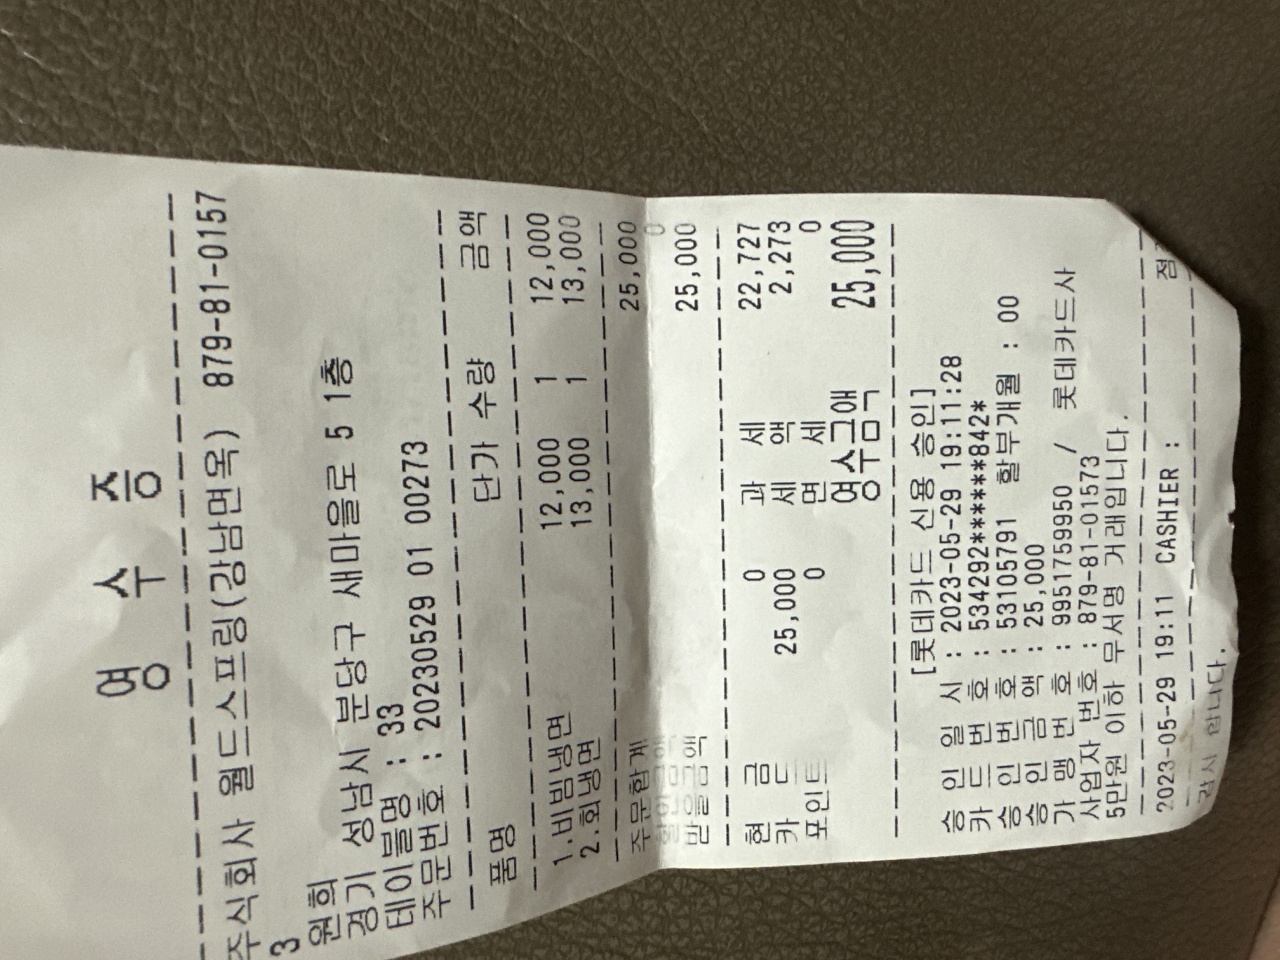 영 수 증
--------------------------------
주식회사 월드스프링(강남면옥) 879-81-0157
3
원희
경기 성남시 분당구 새마을로 5 1층
테이블명 : 33
주문번호 : 20230529 01 00273
--------------------------------
품명 단가 수량 금액
--------------------------------
1.비빔냉면 12,000 1 12,000
2.회냉면 13,000 1 13,000
--------------------------------
주문합계 25,000
할인금액 0
받을금액 25,000
--------------------------------
현 금 0 과 세 22,727
카 드 25,000 세 액 2,273
포인트 0 면 세 0
영수금액 25,000
--------------------------------
[롯데카드 신용 승인]
승 인 일 시 : 2023-05-29 19:11:28
카 드 번 호 : 534292******842*
승 인 번 호 : 53105791 할부개월 : 00
승 인 금 액 : 25,000
가 맹 번 호 : 9951759950 / 롯데카드사
사업자 번호 : 879-81-01573
5만원 이하 무서명 거래입니다.
--------------------------------
2023-05-29 19:11 CASHIER : 점
--------------------------------
감사 합니다.